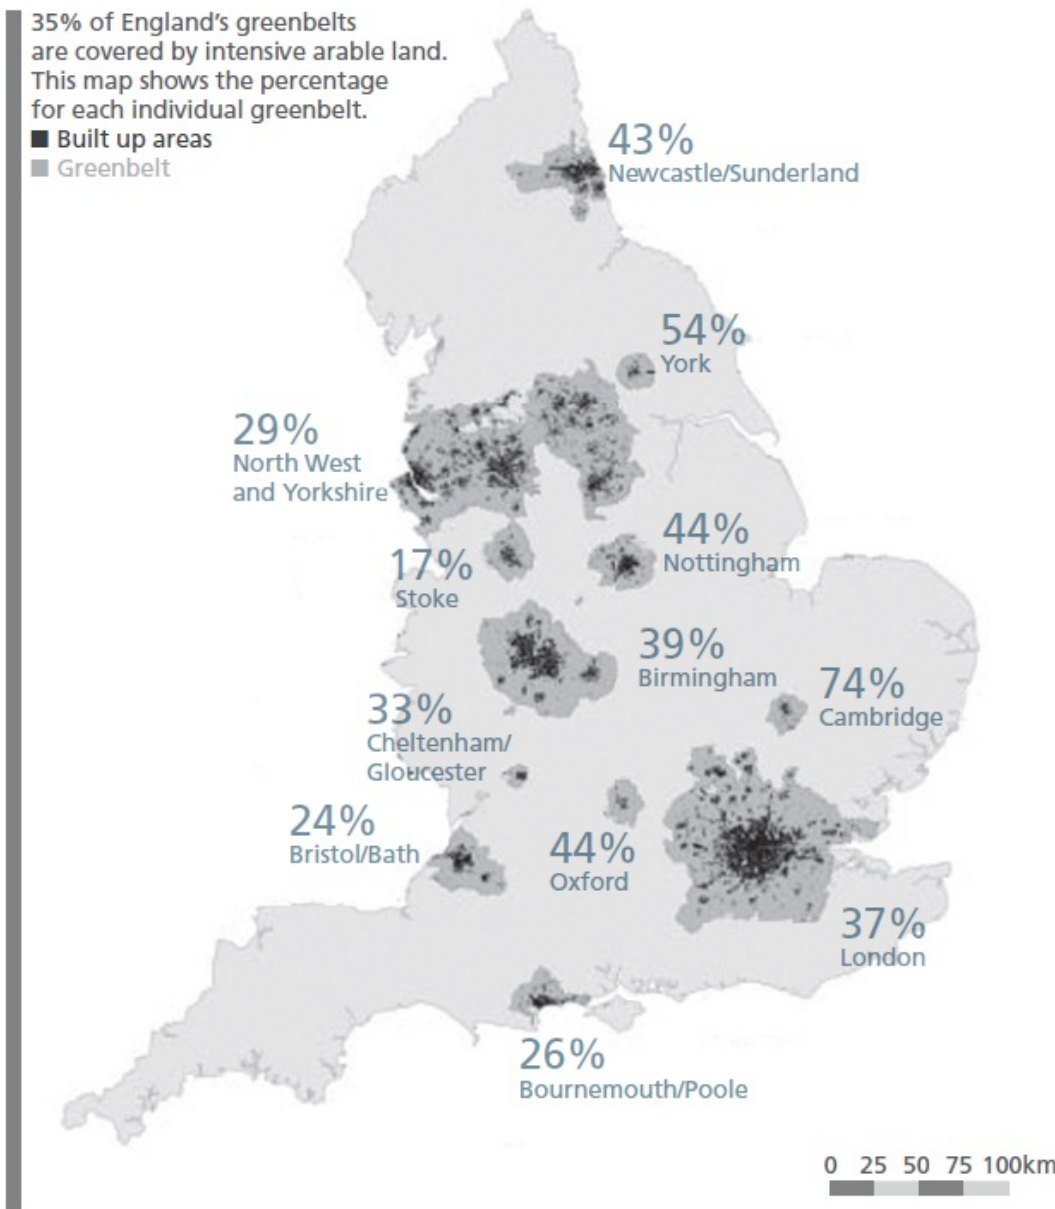 35% of England's greenbelts
are covered by intensive arable land.
This map shows the percentage
for each individual greenbelt.
Built up areas
Greenbelt
43%
Newcastle/Sunderland
54%
York
29%
North West
and Yorkshire
44%
Nottingham
17%
Stoke
39%
Birmingham
74%
Cambridge
33%
Cheltenham/
Gloucester
24%
Bristol/Bath
44%
Oxford
37%
London
26%
Bournemouth/Poole
0 25 50 75 100km